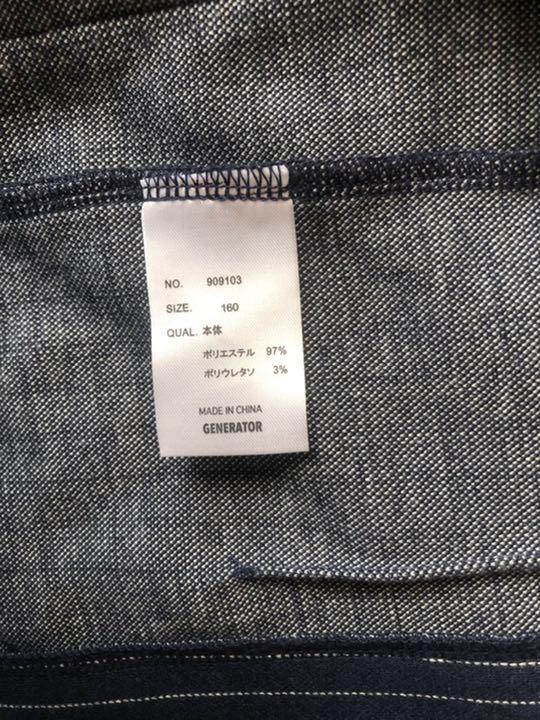 NO. 909103
SIZE. 160
QUAL. 本体
ポリエステル 97%
ポリウレタソ 3%
MADE IN CHINA
GENERATOR